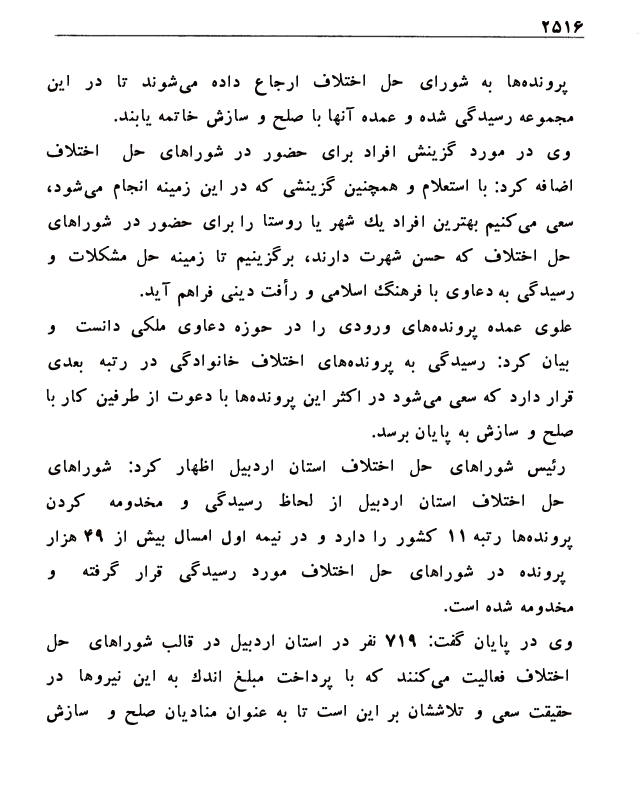 ۲۵۱۶
پرونده‌ها به شورای حل اختلاف ارجاع داده می‌شوند تا در این
مجموعه رسیدگی شده و عمده آنها با صلح و سازش خاتمه یابند.
وی در مورد گزینش افراد برای حضور در شوراهای حل اختلاف
اضافه کرد: با استعلام و همچنین گزینشی که در این زمینه انجام می‌شود،
سعی می‌کنیم بهترین افراد یك شهر یا روستا را برای حضور در شوراهای
حل اختلاف که حسن شهرت دارند، برگزینیم تا زمینه حل مشکلات و
رسیدگی به دعاوی با فرهنگ اسلامی و رأفت دینی فراهم آید.
علوی عمده پرونده‌های ورودی را در حوزه دعاوی ملکی دانست و
بیان کرد: رسیدگی به پرونده‌های اختلاف خانوادگی در رتبه بعدی
قرار دارد که سعی می‌شود در اکثر این پرونده‌ها با دعوت از طرفین کار با
صلح و سازش به پایان برسد.
رئیس شوراهای حل اختلاف استان اردبیل اظهار کرد: شوراهای
حل اختلاف استان اردبیل از لحاظ رسیدگی و مخدومه کردن
پرونده‌ها رتبه ۱۱ کشور را دارد و در نیمه اول امسال بیش از ۴۹ هزار
پرونده در شوراهای حل اختلاف مورد رسیدگی قرار گرفته و
مخدومه شده است.
وی در پایان گفت: ۷۱۹ نفر در استان اردبیل در قالب شوراهای حل
اختلاف فعالیت می‌کنند که با پرداخت مبلغ اندك به این نیروها در
حقیقت سعی و تلاششان بر این است تا به عنوان منادیان صلح و سازش